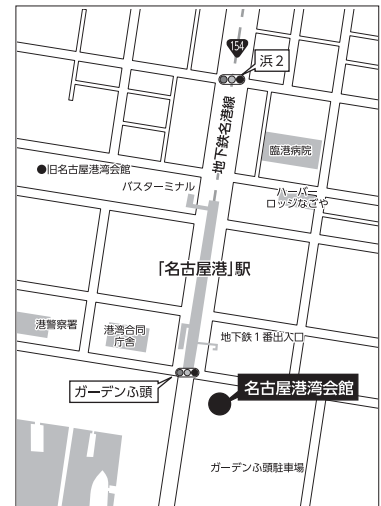 154
浜2
地下鉄名港線
臨港病院
●旧名古屋港湾会館
バスターミナル
ハーバー
ロッジなごや
「名古屋港」駅
港警察署
港湾合同
庁舎
地下鉄1番出入口
ガーデンふ頭
名古屋港湾会館
ガーデンふ頭駐車場